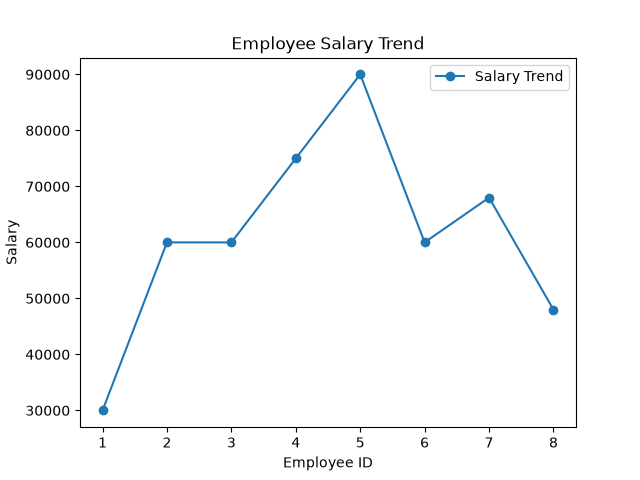 Employee Salary Trend
Salary Trend
90000
80000
70000
60000
50000
40000
30000
Salary
1 2 3 4 5 6 7 8
Employee ID